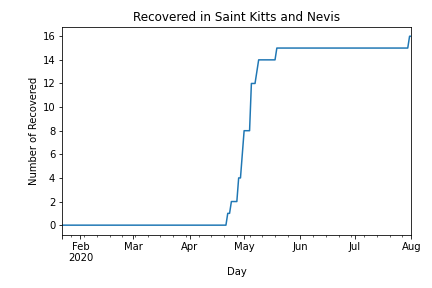 Recovered in Saint Kitts and Nevis
Number of Recovered
16
14
12
10
8
6
4
2
0
Feb Mar Apr May Jun Jul Aug
2020
Day